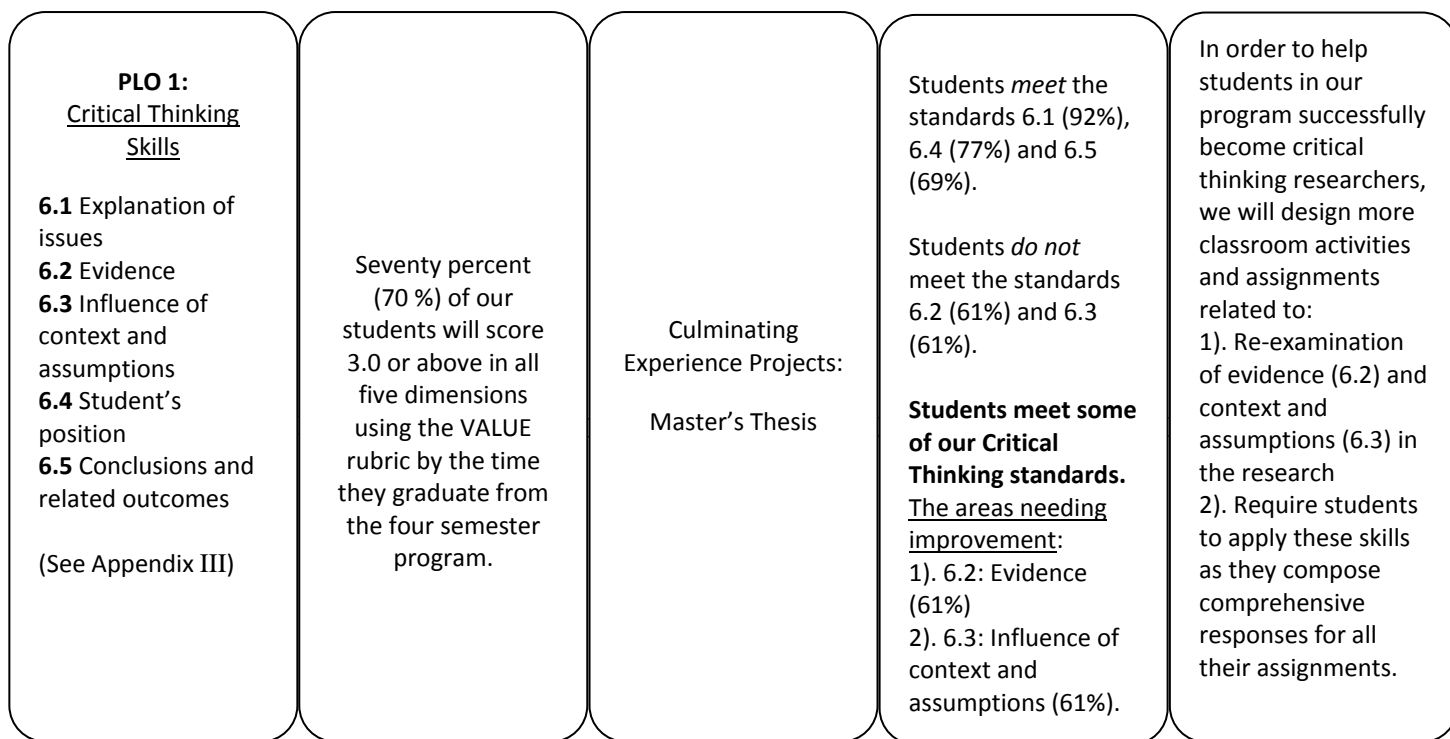 PLO 1:
Critical Thinking
Skills
6.1 Explanation of
issues
6.2 Evidence
6.3 Influence of
context and
assumptions
6.4 Student’s
position
6.5 Conclusions and
related outcomes
(See Appendix III)
Seventy percent
(70 %) of our
students will score
3.0 or above in all
five dimensions
using the VALUE
rubric by the time
they graduate from
the four semester
program.
Culminating
Experience Projects:
Master’s Thesis
Students meet the
standards 6.1 (92%),
6.4 (77%) and 6.5
(69%).
Students do not
meet the standards
6.2 (61%) and 6.3
(61%).
Students meet some
of our Critical
Thinking standards.
The areas needing
improvement:
1). 6.2: Evidence
(61%)
2). 6.3: Influence of
context and
assumptions (61%).
In order to help
students in our
program successfully
become critical
thinking researchers,
we will design more
classroom activities
and assignments
related to:
1). Re-examination
of evidence (6.2) and
context and
assumptions (6.3) in
the research
2). Require students
to apply these skills
as they compose
comprehensive
responses for all
their assignments.